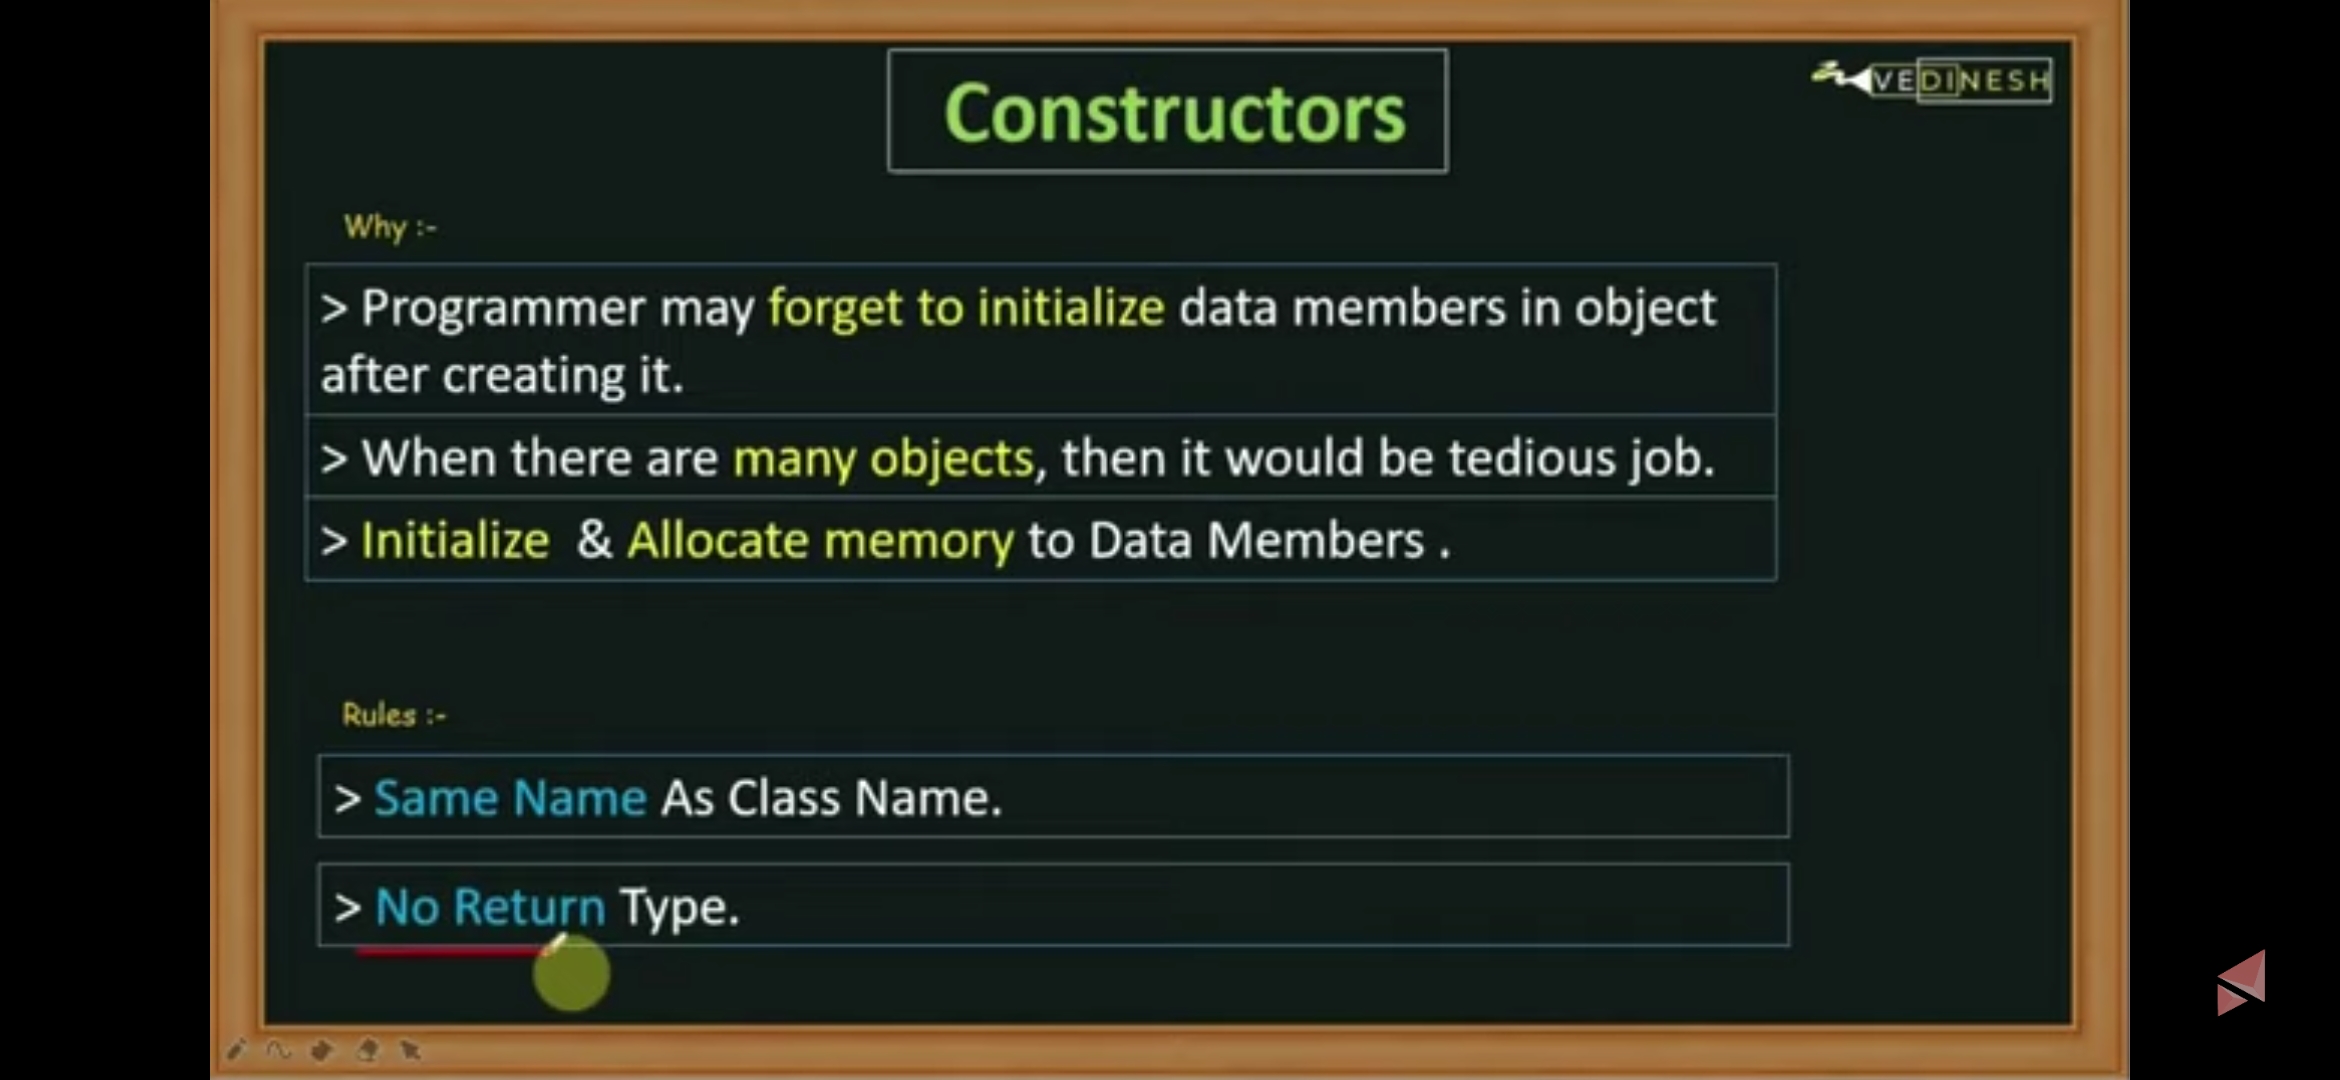 Constructors
VEDINESH
Why :-
> Programmer may forget to initialize data members in object
after creating it.
> When there are many objects, then it would be tedious job.
> Initialize & Allocate memory to Data Members .
Rules :-
> Same Name As Class Name.
> No Return Type.